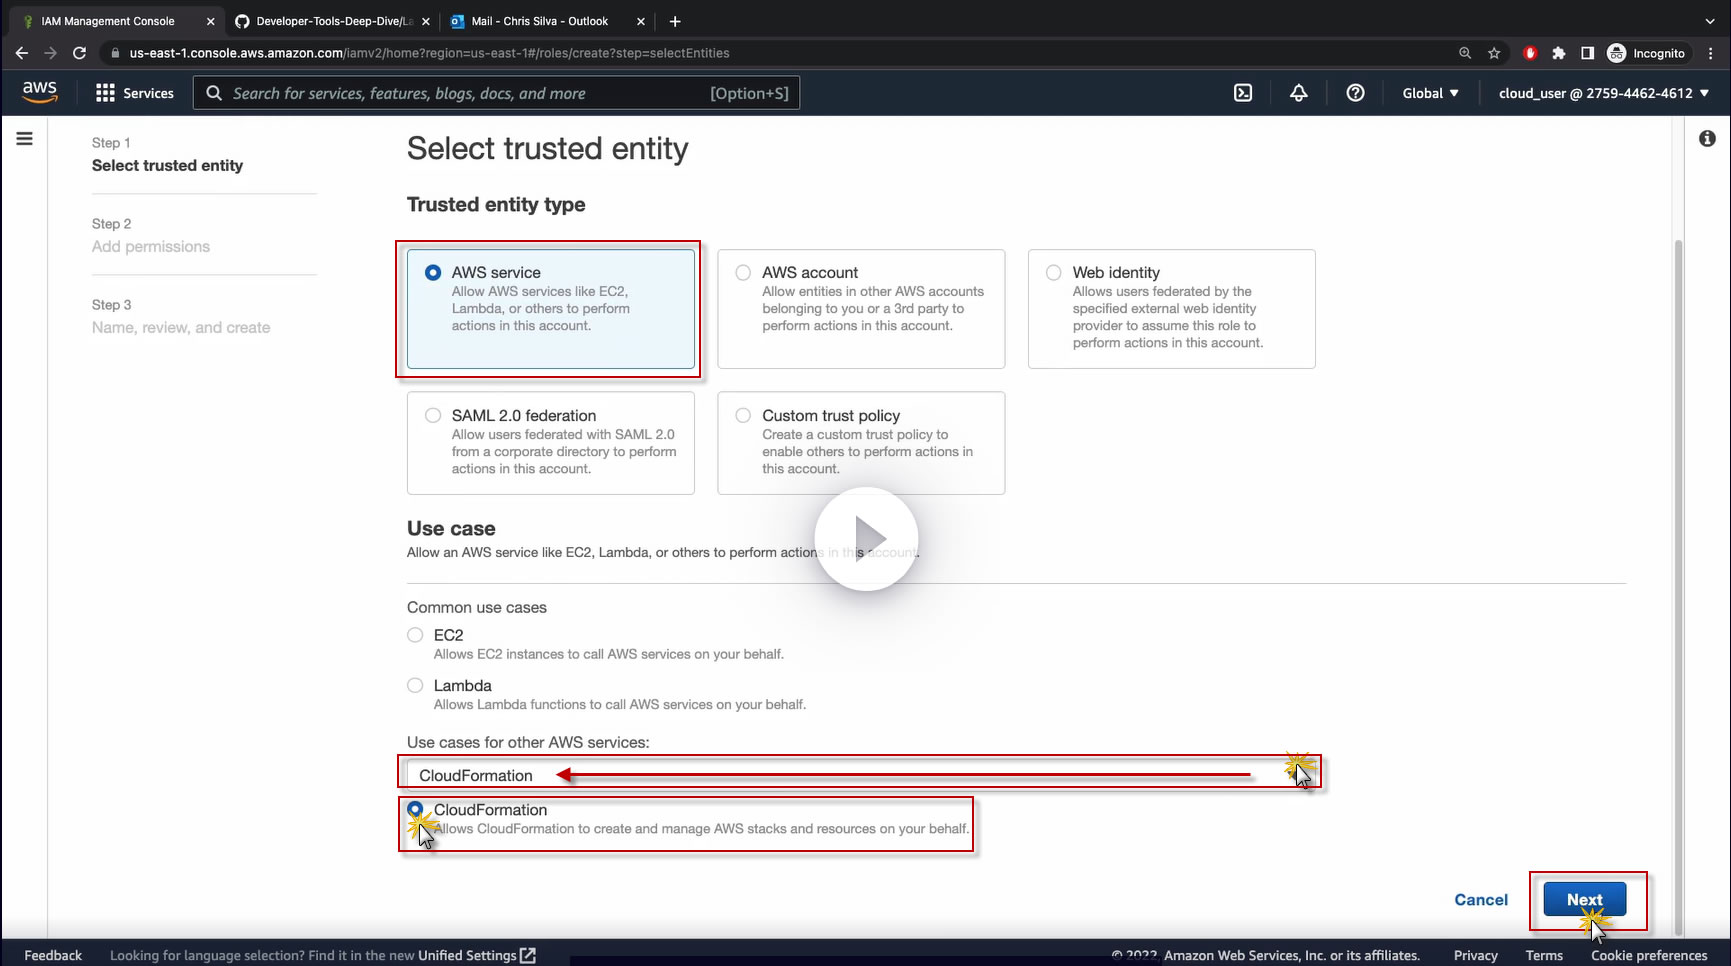 IAM Management Console
Developer-Tools-Deep-Dive/La
Mail - Chris Silva - Outlook
us-east-1.console.aws.amazon.com/iamv2/home?region=us-east-1#/roles/create?step=selectEntities
Incognito
aws
Services
Search for services, features, blogs, docs, and more
[Option+S]
Global
cloud_user @ 2759-4462-4612
Step 1
Select trusted entity
Step 2
Add permissions
Step 3
Name, review, and create
Select trusted entity
Trusted entity type
AWS service
Allow AWS services like EC2,
Lambda, or others to perform
actions in this account.
AWS account
Allow entities in other AWS accounts
belonging to you or a 3rd party to
perform actions in this account.
Web identity
Allows users federated by the
specified external web identity
provider to assume this role to
perform actions in this account.
SAML 2.0 federation
Allow users federated with SAML 2.0
from a corporate directory to perform
actions in this account.
Custom trust policy
Create a custom trust policy to
enable others to perform actions in
this account.
Use case
Allow an AWS service like EC2, Lambda, or others to perform actions in this account.
Common use cases
EC2
Allows EC2 instances to call AWS services on your behalf.
Lambda
Allows Lambda functions to call AWS services on your behalf.
Use cases for other AWS services:
CloudFormation
CloudFormation
Allows CloudFormation to create and manage AWS stacks and resources on your behalf.
Cancel
Next
Feedback
Looking for language selection? Find it in the new Unified Settings
© 2022, Amazon Web Services, Inc. or its affiliates.
Privacy
Terms
Cookie preferences